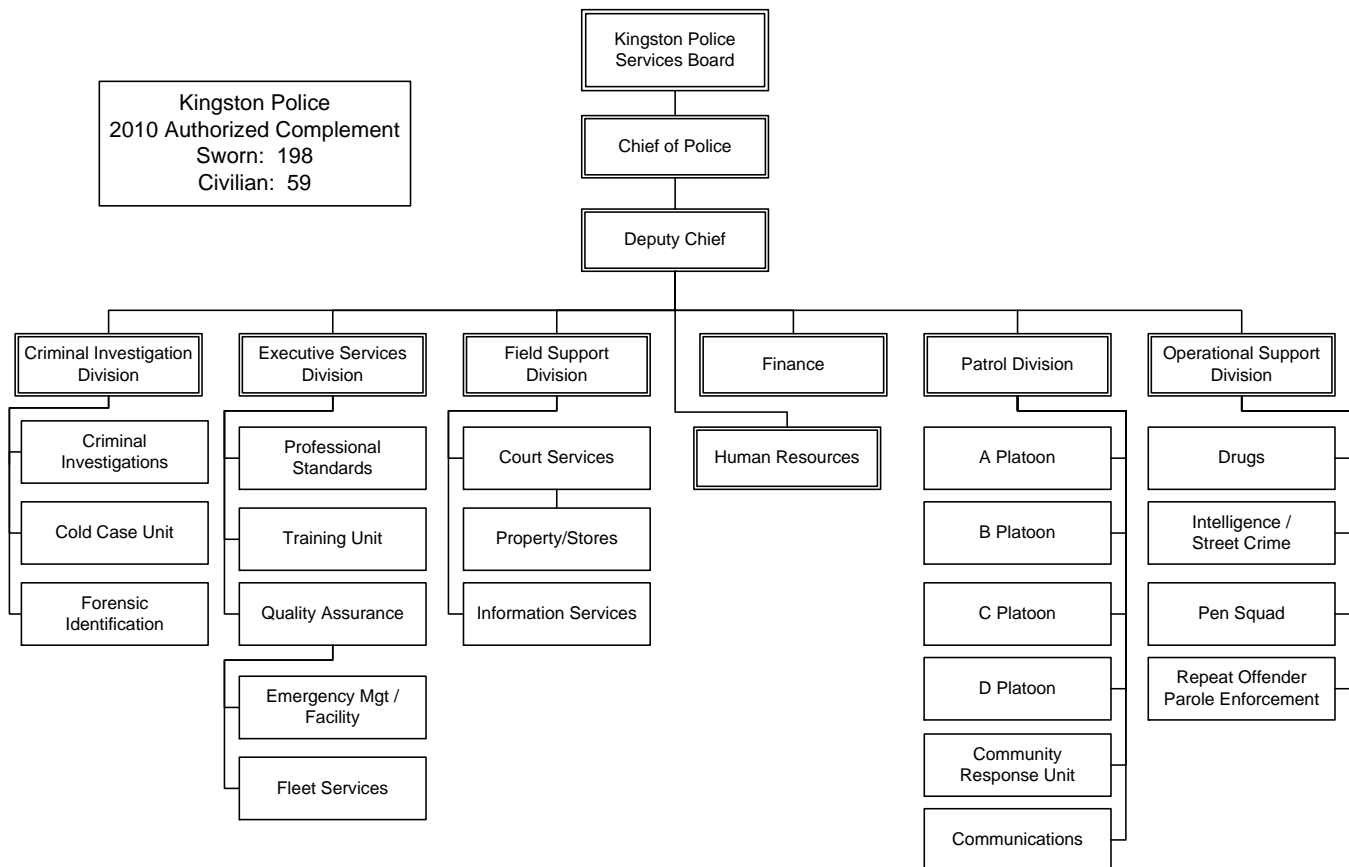 Kingston Police
Services Board
Kingston Police
2010 Authorized Complement
Sworn: 198
Civilian: 59
Chief of Police
Deputy Chief
Criminal Investigation
Division
Executive Services
Division
Field Support
Division
Finance
Patrol Division
Operational Support
Division
Criminal
Investigations
Cold Case Unit
Forensic
Identification
Professional
Standards
Training Unit
Quality Assurance
Emergency Mgt /
Facility
Fleet Services
Court Services
Property/Stores
Information Services
Human Resources
A Platoon
B Platoon
C Platoon
D Platoon
Community
Response Unit
Communications
Drugs
Intelligence /
Street Crime
Pen Squad
Repeat Offender
Parole Enforcement